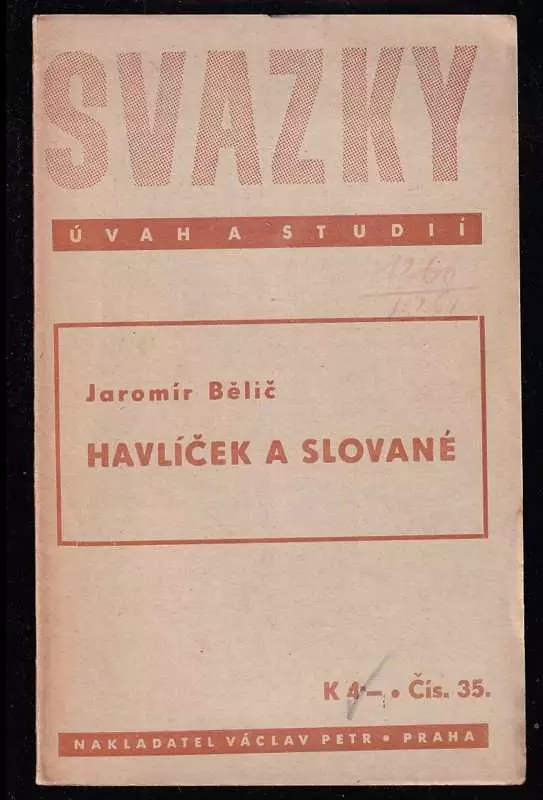 SVAZKY
ÚVAH A STUDIÍ
Jaromír Bělič
HAVLÍČEK A SLOVANÉ
K 4·— • Čís. 35.
NAKLADATEL VÁCLAV PETR • PRAHA